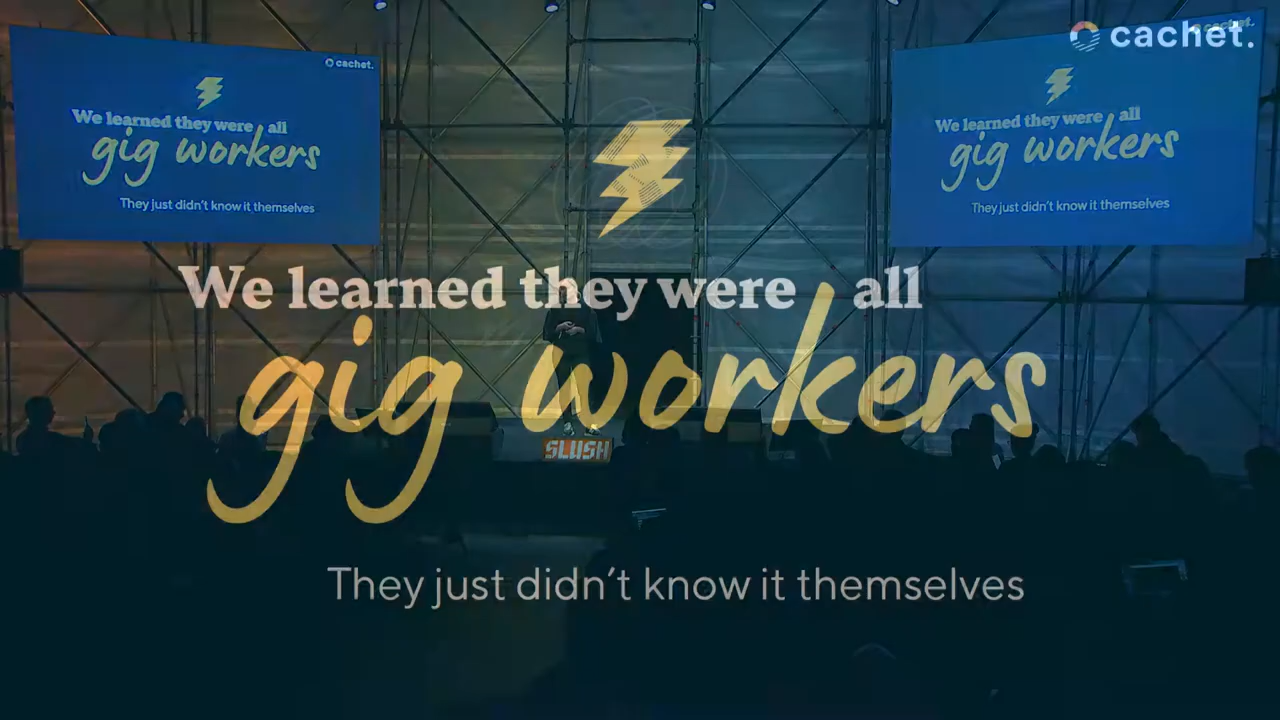 cachet.
cachet.
cachet.
We learned they were all
gig workers
They just didn't know it themselves
We learned they were all
gig workers
They just didn't know it themselves
We learned they were all
gig workers
SLUSH
They just didn't know it themselves